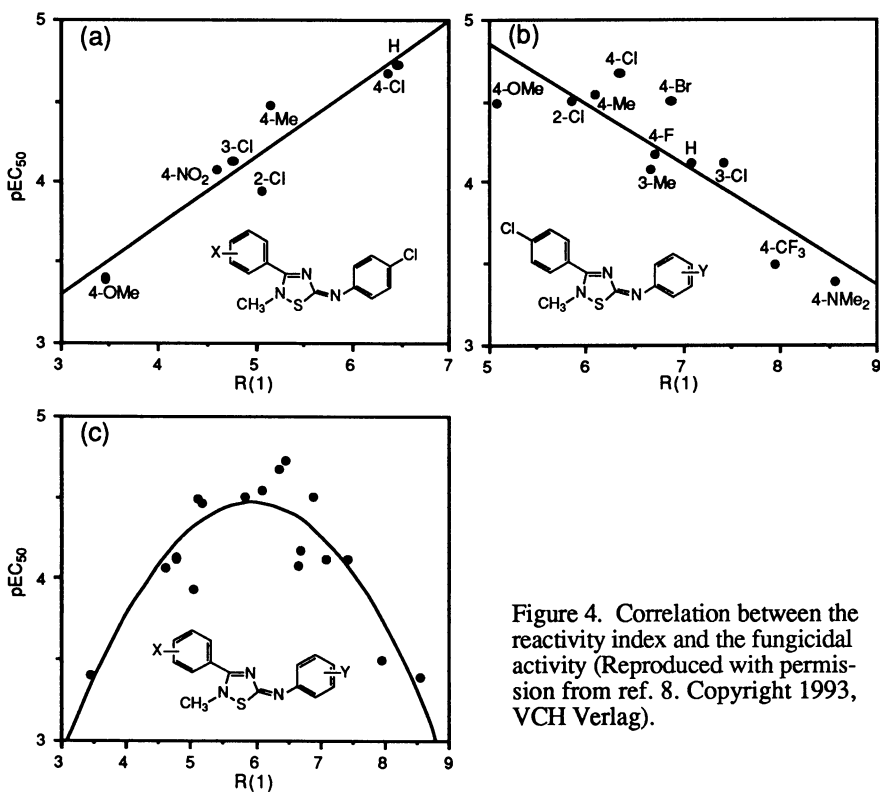 (a)
5
4
3
pEC50
H
4-Cl
4-Me
3-Cl
4-NO2
2-Cl
4-OMe
X
N
N
CH3
S
N
Cl
3 4 5 6 7
R(1)
(b)
5
4
3
4-Cl
4-OMe
4-Br
2-Cl
4-Me
4-F
H
3-Me
3-Cl
4-CF3
4-NMe2
Cl
N
N
CH3
S
N
Y
5 6 7 8 9
R(1)
(c)
5
4
3
pEC50
X
N
N
CH3
S
N
Y
3 4 5 6 7 8 9
R(1)
Figure 4. Correlation between the
reactivity index and the fungicidal
activity (Reproduced with permis-
sion from ref. 8. Copyright 1993,
VCH Verlag).